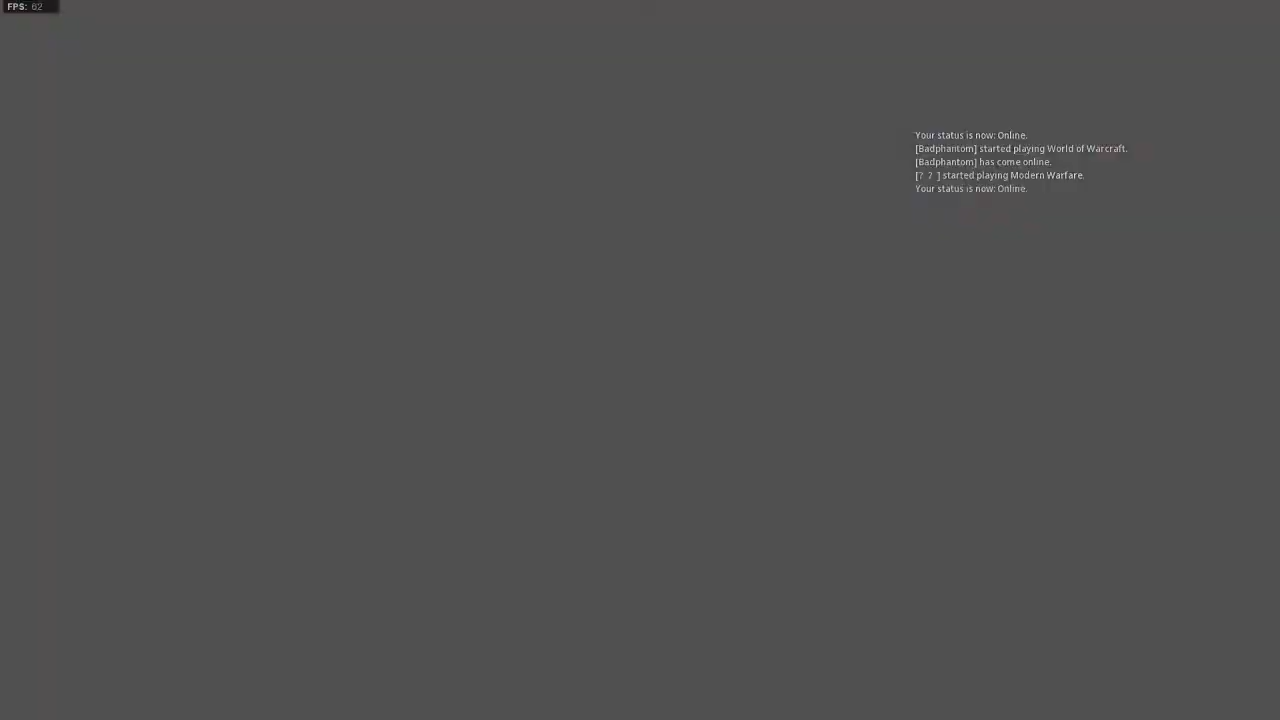 FPS: 62
Your status is now: Online.
[Badphantom] started playing World of Warcraft.
[Badphantom] has come online.
[? ?] started playing Modern Warfare.
Your status is now: Online.